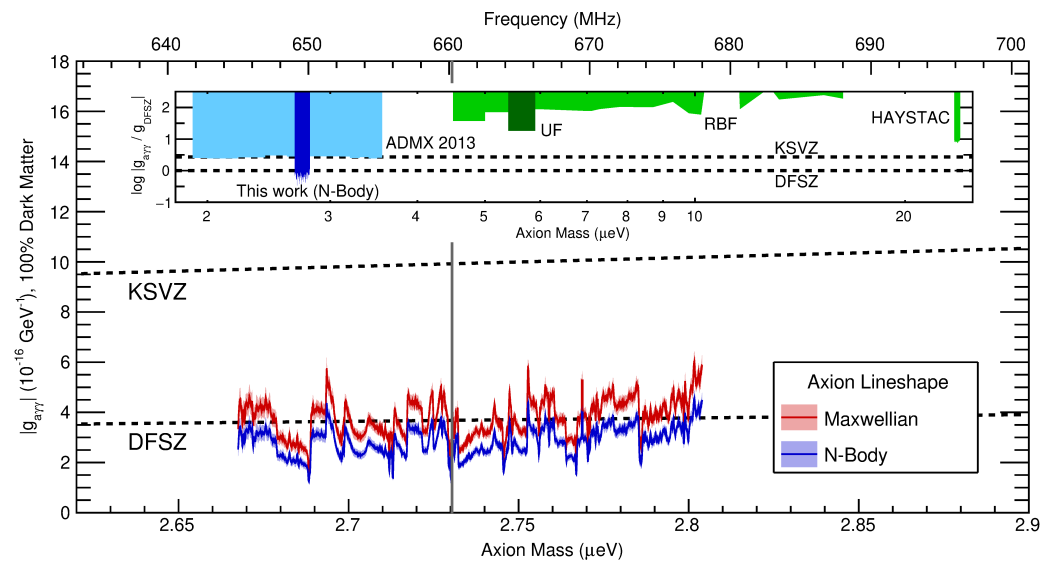 Frequency (MHz)
640 650 660 670 680 690 700
|g_aγγ| (10^-16 GeV^-1), 100% Dark Matter
18
16
14
12
10
8
6
4
2
0
log |g_aγγ / g_DFSZ|
2
1
0
−1
ADMX 2013
UF
RBF
HAYSTAC
KSVZ
DFSZ
This work (N-Body)
2 3 4 5 6 7 8 9 10 20
Axion Mass (μeV)
KSVZ
DFSZ
Axion Lineshape
Maxwellian
N-Body
2.65 2.7 2.75 2.8 2.85 2.9
Axion Mass (μeV)